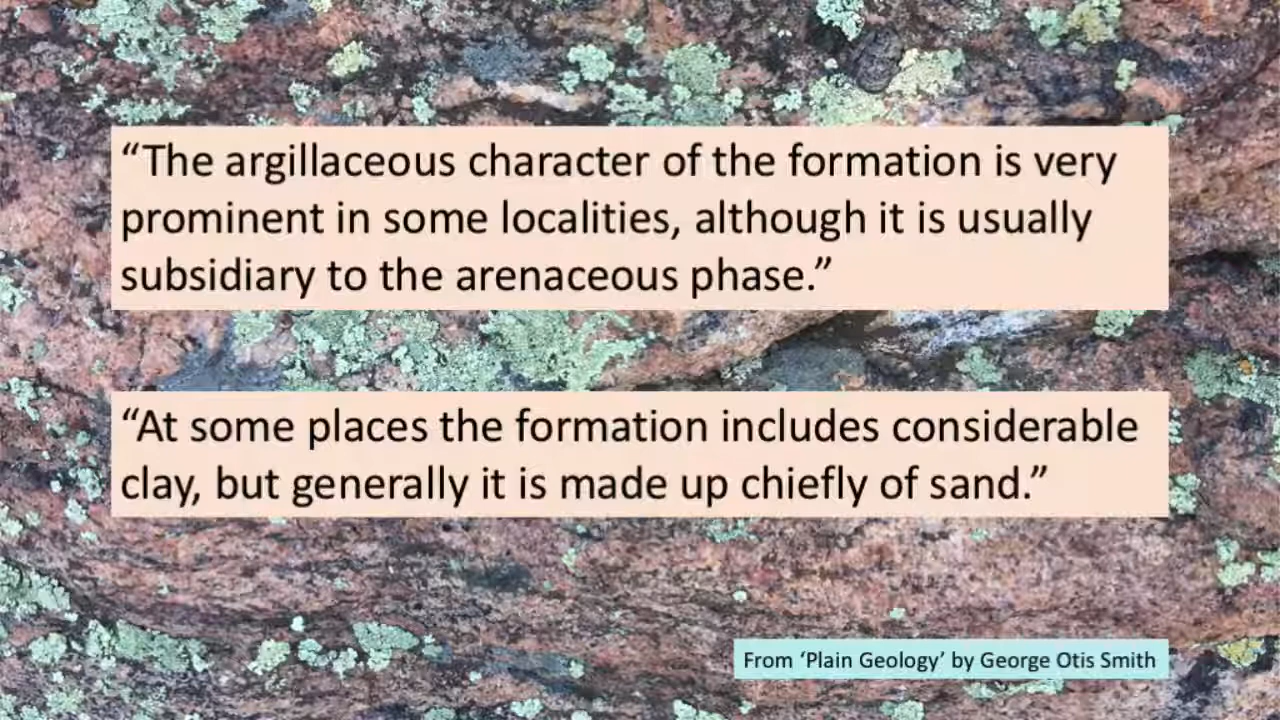 “The argillaceous character of the formation is very
prominent in some localities, although it is usually
subsidiary to the arenaceous phase.”
“At some places the formation includes considerable
clay, but generally it is made up chiefly of sand.”
From ‘Plain Geology’ by George Otis Smith